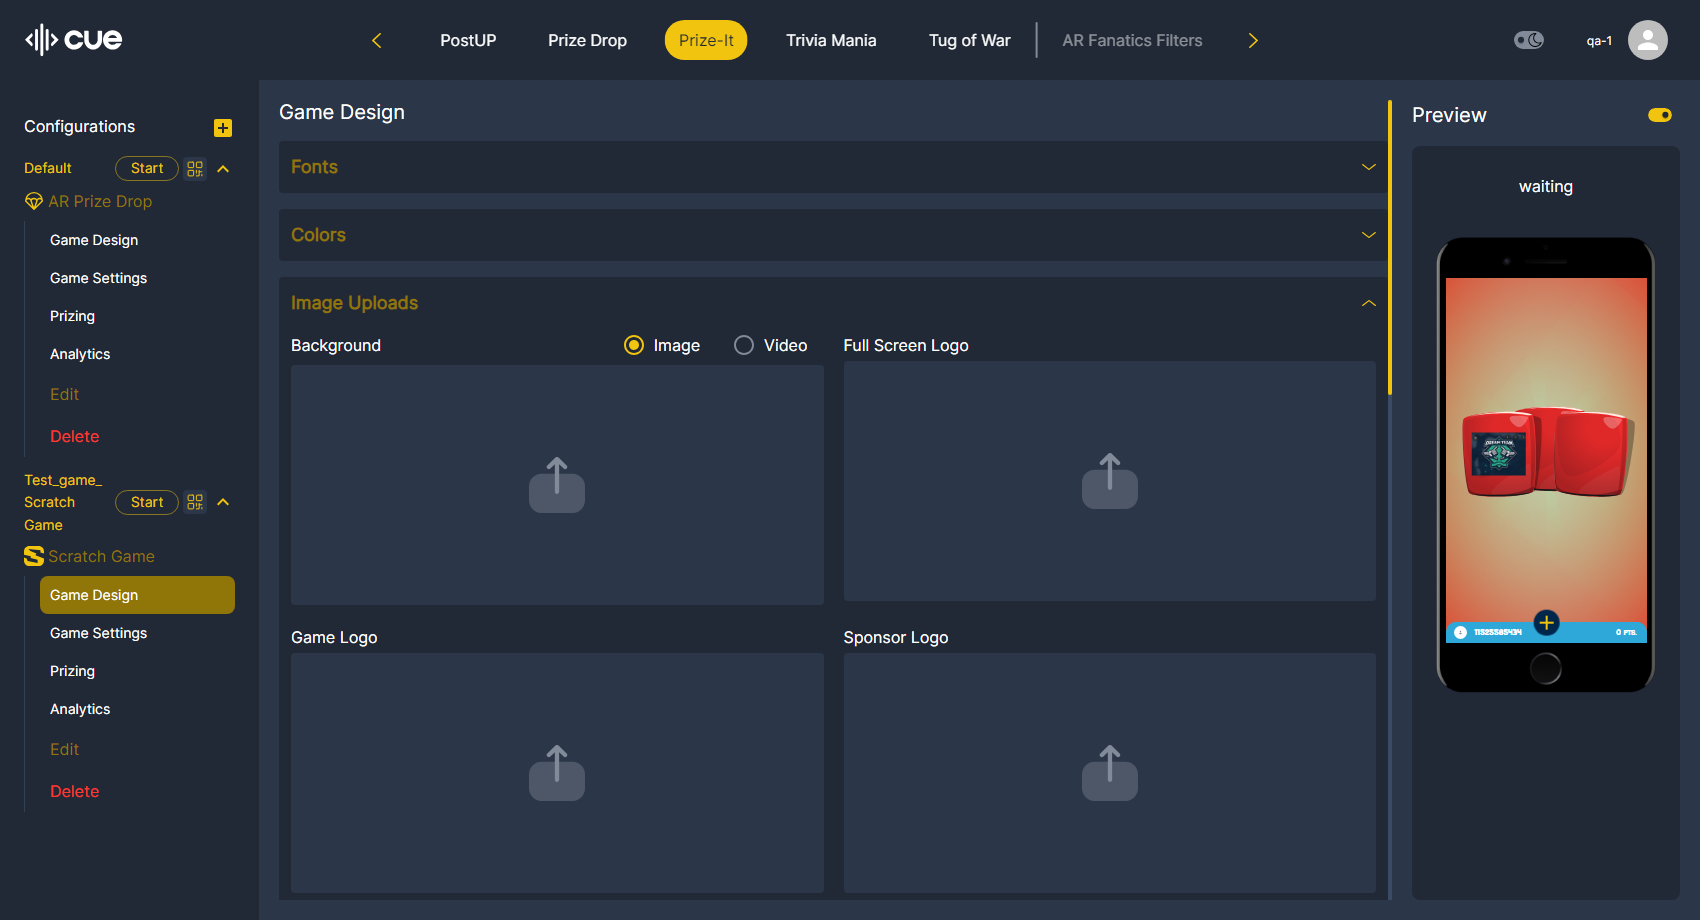 cue
PostUP
Prize Drop
Prize-It
Trivia Mania
Tug of War
AR Fanatics Filters
qa-1
Configurations
Default
Start
AR Prize Drop
Game Design
Game Settings
Prizing
Analytics
Edit
Delete
Test_game_
Scratch
Game
Start
Scratch Game
Game Design
Game Settings
Prizing
Analytics
Edit
Delete
Game Design
Fonts
Colors
Image Uploads
Background
Image
Video
Full Screen Logo
Game Logo
Sponsor Logo
Preview
waiting
0 PTS.